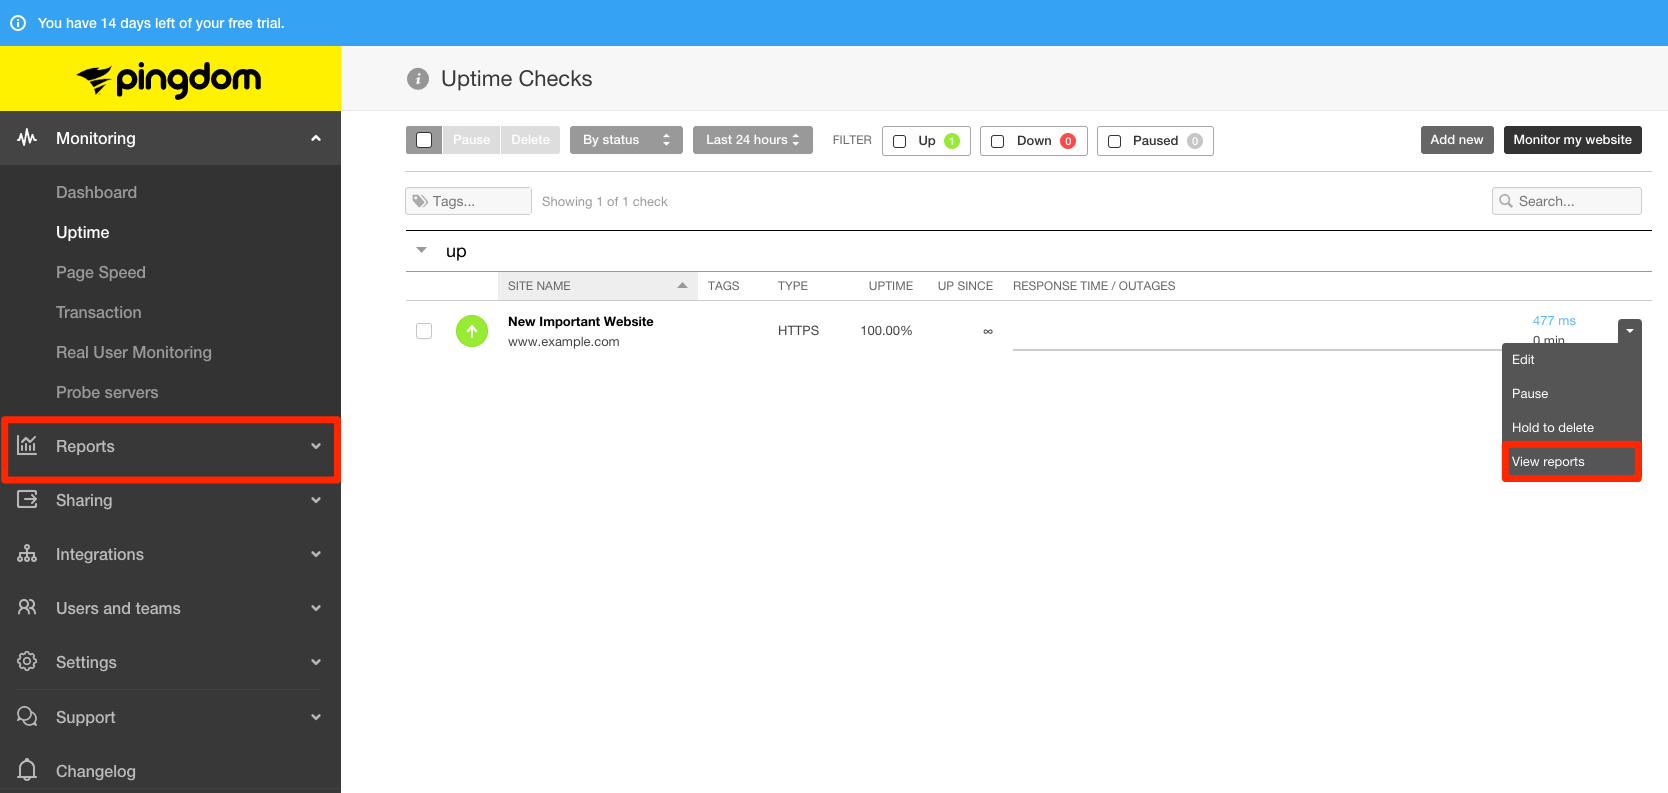 You have 14 days left of your free trial.
pingdom
Monitoring
Dashboard
Uptime
Page Speed
Transaction
Real User Monitoring
Probe servers
Reports
Sharing
Integrations
Users and teams
Settings
Support
Changelog
Uptime Checks
Pause Delete By status Last 24 hours FILTER Up 1 Down 0 Paused 0 Add new Monitor my website
Tags... Showing 1 of 1 check Search...
up
SITE NAME TAGS TYPE UPTIME UP SINCE RESPONSE TIME / OUTAGES
New Important Website 477 ms
HTTPS 100.00% ∞
www.example.com 0 min
Edit
Pause
Hold to delete
View reports